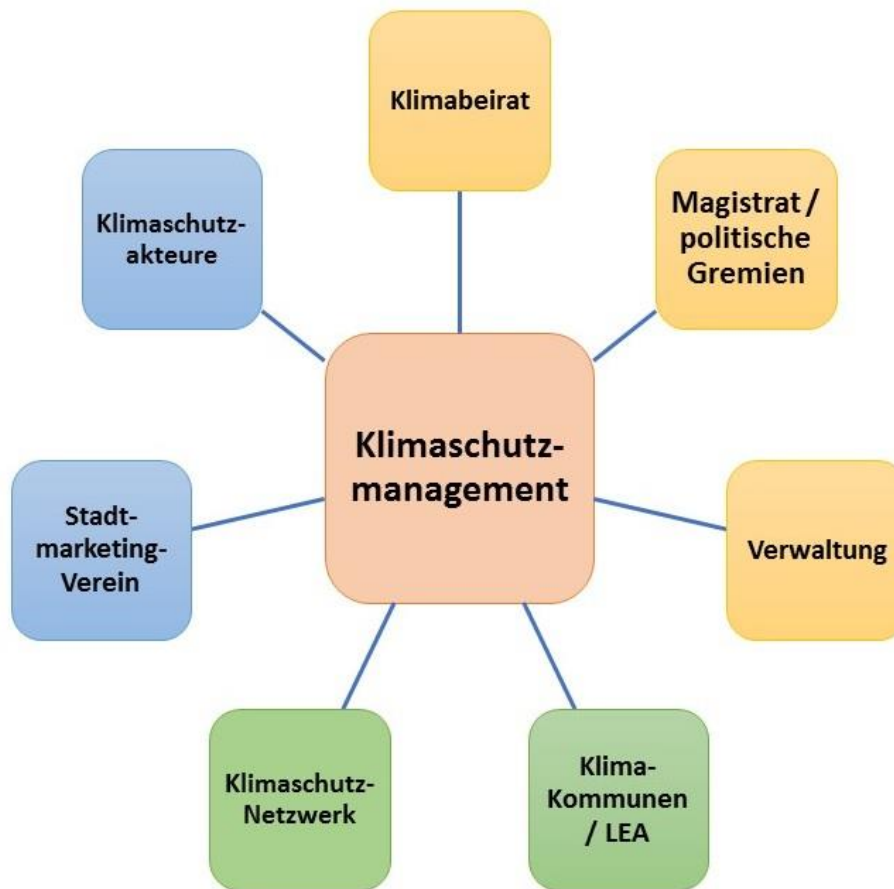 Klimabeirat
Magistrat /
politische
Gremien
Klimaschutz-
akteure
Klimaschutz-
management
Stadt-
marketing-
Verein
Verwaltung
Klimaschutz-
Netzwerk
Klima-
Kommunen
/ LEA